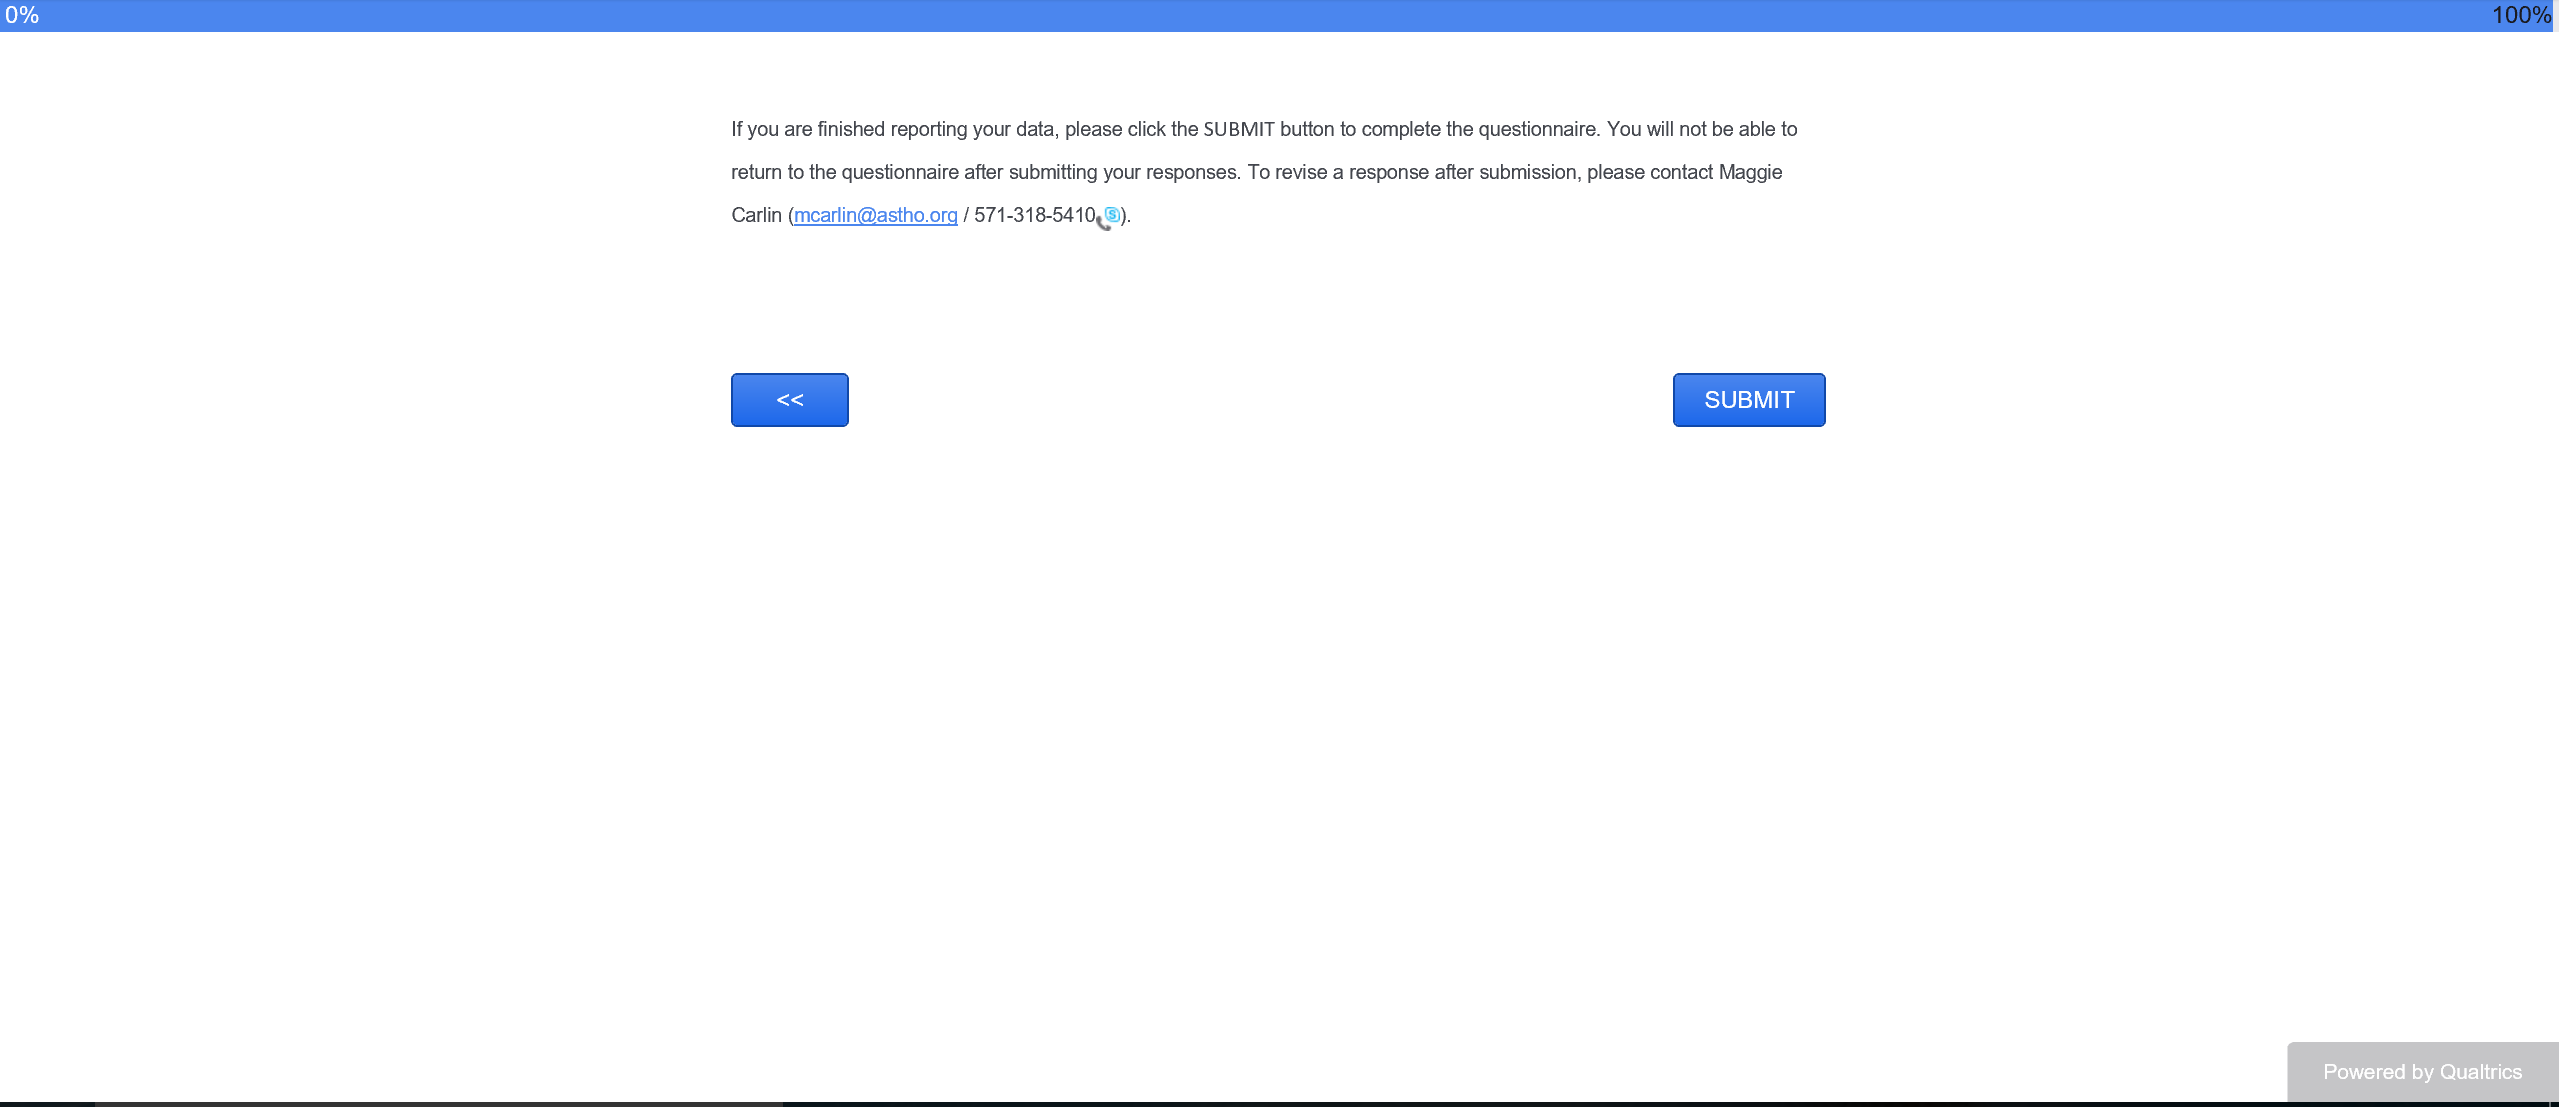 0% 100%
If you are finished reporting your data, please click the SUBMIT button to complete the questionnaire. You will not be able to
return to the questionnaire after submitting your responses. To revise a response after submission, please contact Maggie
Carlin (mcarlin@astho.org / 571-318-5410 S).
<< SUBMIT
Powered by Qualtrics